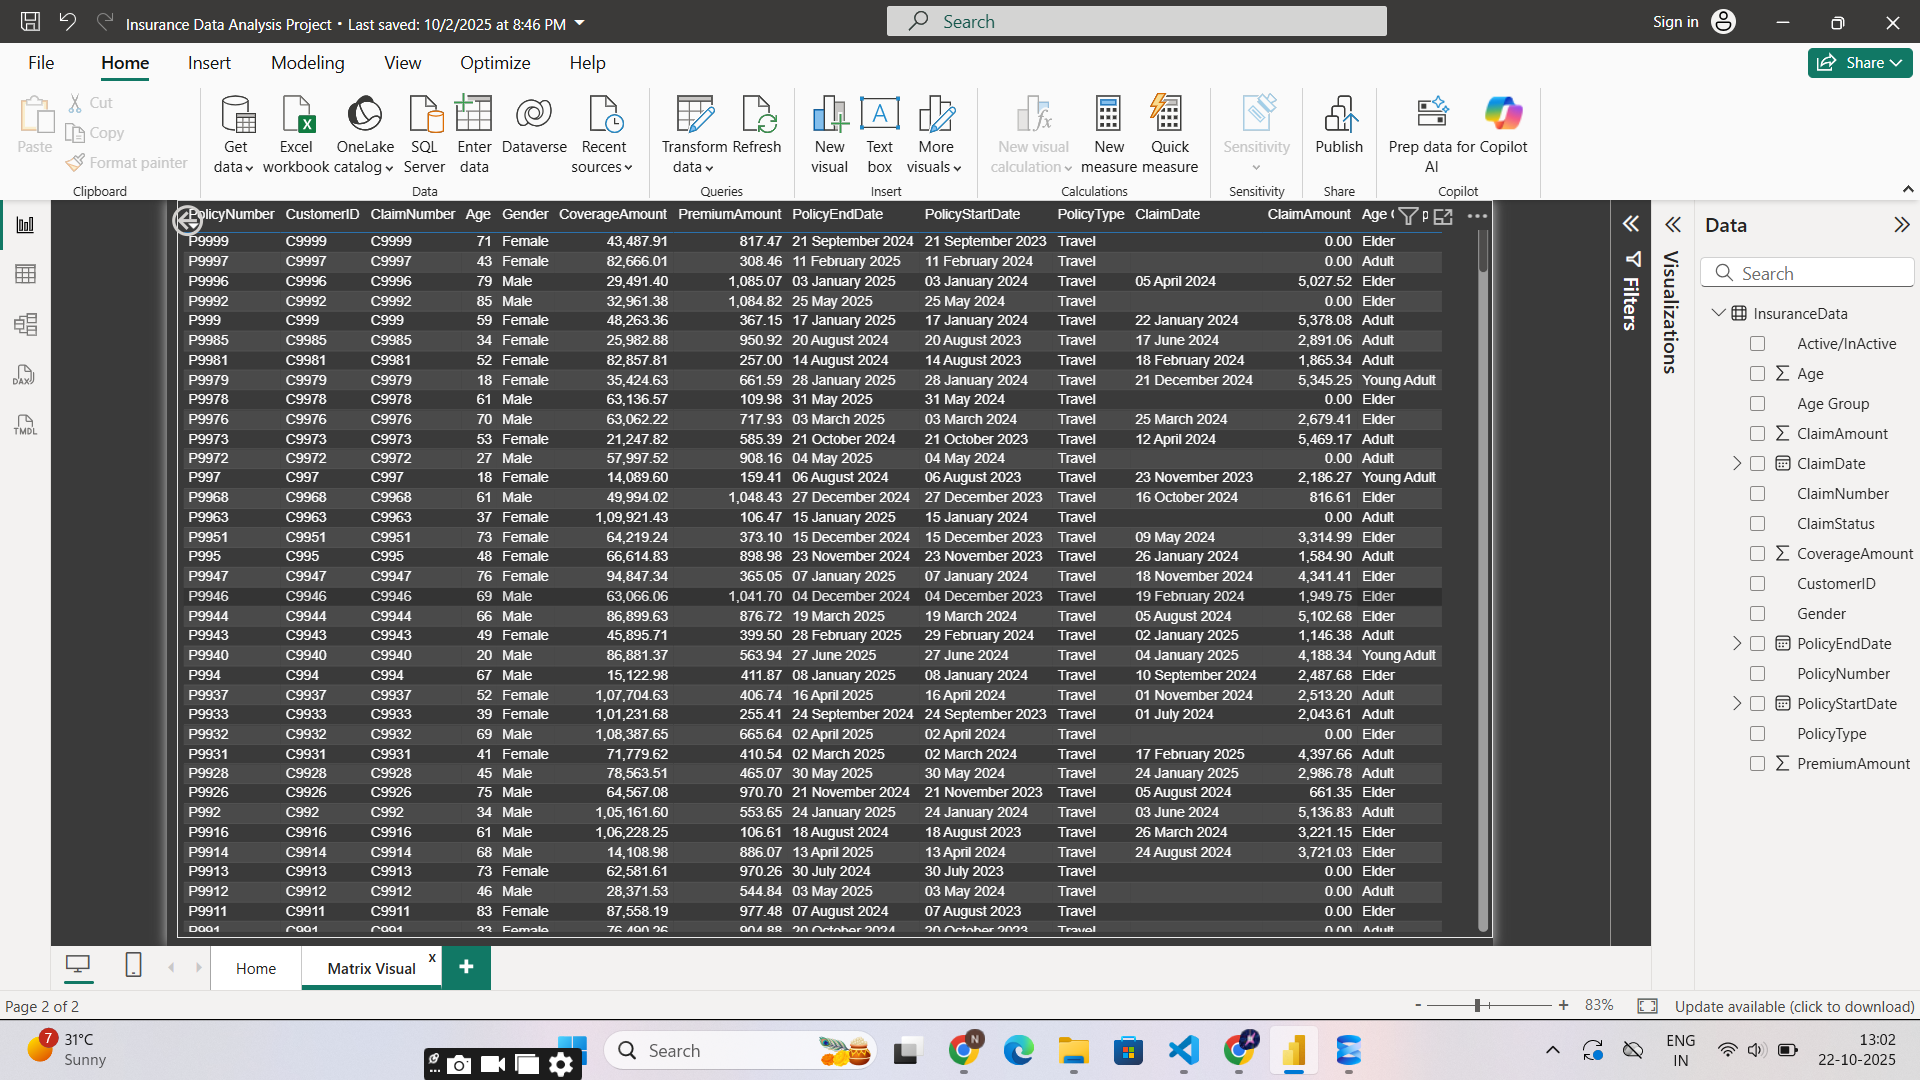 Insurance Data Analysis Project • Last saved: 10/2/2025 at 8:46 PM
Search
Sign in
File Home Insert Modeling View Optimize Help
Share
Paste
Cut
Copy
Format painter
Clipboard
Get data
Excel workbook
OneLake catalog
SQL Server
Enter data
Dataverse
Recent sources
Data
Transform data
Refresh
Queries
New visual
Text box
More visuals
Insert
New visual calculation
New measure
Quick measure
Calculations
Sensitivity
Sensitivity
Publish
Share
Prep data for AI
Copilot
Copilot
PolicyNumber CustomerID ClaimNumber Age Gender CoverageAmount PremiumAmount PolicyEndDate PolicyStartDate PolicyType ClaimDate ClaimAmount Age
P9999 C9999 C9999 71 Female 43,487.91 817.47 21 September 2024 21 September 2023 Travel 0.00 Elder
P9997 C9997 C9997 43 Female 82,666.01 308.46 11 February 2025 11 February 2024 Travel 0.00 Adult
P9996 C9996 C9996 79 Male 29,491.40 1,085.07 03 January 2025 03 January 2024 Travel 05 April 2024 5,027.52 Elder
P9992 C9992 C9992 85 Male 32,961.38 1,084.82 25 May 2025 25 May 2024 Travel 0.00 Elder
P999 C999 C999 59 Female 48,263.36 367.15 17 January 2025 17 January 2024 Travel 22 January 2024 5,378.08 Adult
P9985 C9985 C9985 34 Female 25,982.88 950.92 20 August 2024 20 August 2023 Travel 17 June 2024 2,891.06 Adult
P9981 C9981 C9981 52 Female 82,857.81 257.00 14 August 2024 14 August 2023 Travel 18 February 2024 1,865.34 Adult
P9979 C9979 C9979 18 Female 35,424.63 661.59 28 January 2025 28 January 2024 Travel 21 December 2024 5,345.25 Young Adult
P9978 C9978 C9978 61 Male 63,136.57 109.98 31 May 2025 31 May 2024 Travel 0.00 Elder
P9976 C9976 C9976 70 Male 63,062.22 717.93 03 March 2025 03 March 2024 Travel 25 March 2024 2,679.41 Elder
P9973 C9973 C9973 53 Female 21,247.82 585.39 21 October 2024 21 October 2023 Travel 12 April 2024 5,469.17 Adult
P9972 C9972 C9972 27 Male 57,997.52 908.16 04 May 2025 04 May 2024 Travel 0.00 Adult
P997 C997 C997 18 Female 14,089.60 159.41 06 August 2024 06 August 2023 Travel 23 November 2023 2,186.27 Young Adult
P9968 C9968 C9968 61 Male 49,994.02 1,048.43 27 December 2024 27 December 2023 Travel 16 October 2024 816.61 Elder
P9963 C9963 C9963 37 Female 1,09,921.43 106.47 15 January 2025 15 January 2024 Travel 0.00 Adult
P9951 C9951 C9951 73 Female 64,219.24 373.10 15 December 2024 15 December 2023 Travel 09 May 2024 3,314.99 Elder
P995 C995 C995 48 Female 66,614.83 898.98 23 November 2024 23 November 2023 Travel 26 January 2024 1,584.90 Adult
P9947 C9947 C9947 76 Female 94,847.34 365.05 07 January 2025 07 January 2024 Travel 18 November 2024 4,341.41 Elder
P9946 C9946 C9946 69 Male 63,066.06 1,041.70 04 December 2024 04 December 2023 Travel 19 February 2024 1,949.75 Elder
P9944 C9944 C9944 66 Male 86,899.63 876.72 19 March 2025 19 March 2024 Travel 05 August 2024 5,102.68 Elder
P9943 C9943 C9943 49 Female 45,895.71 399.50 28 February 2025 29 February 2024 Travel 02 January 2025 1,146.38 Adult
P9940 C9940 C9940 20 Male 86,881.37 563.94 27 June 2025 27 June 2024 Travel 04 January 2025 4,188.34 Young Adult
P994 C994 C994 67 Male 15,122.98 411.87 08 January 2025 08 January 2024 Travel 10 September 2024 2,487.68 Elder
P9937 C9937 C9937 52 Female 1,07,704.63 406.74 16 April 2025 16 April 2024 Travel 01 November 2024 2,513.20 Adult
P9933 C9933 C9933 39 Female 1,01,231.68 255.41 24 September 2024 24 September 2023 Travel 01 July 2024 2,043.61 Adult
P9932 C9932 C9932 69 Male 1,08,387.65 665.64 02 April 2025 02 April 2024 Travel 0.00 Elder
P9931 C9931 C9931 41 Female 71,779.62 410.54 02 March 2025 02 March 2024 Travel 17 February 2025 4,397.66 Adult
P9928 C9928 C9928 45 Male 78,563.51 465.07 30 May 2025 30 May 2024 Travel 24 January 2025 2,986.78 Adult
P9926 C9926 C9926 75 Male 64,567.08 970.70 21 November 2024 21 November 2023 Travel 05 August 2024 661.35 Elder
P992 C992 C992 34 Male 1,05,161.60 553.65 24 January 2025 24 January 2024 Travel 03 June 2024 5,136.83 Adult
P9916 C9916 C9916 61 Male 1,06,228.25 106.61 18 August 2024 18 August 2023 Travel 26 March 2024 3,221.15 Elder
P9914 C9914 C9914 68 Male 14,108.98 886.07 13 April 2025 13 April 2024 Travel 24 August 2024 3,721.03 Elder
P9913 C9913 C9913 73 Female 62,581.61 970.26 30 July 2024 30 July 2023 Travel 0.00 Elder
P9912 C9912 C9912 46 Male 28,371.53 544.84 03 May 2025 03 May 2024 Travel 0.00 Adult
P9911 C9911 C9911 83 Female 87,558.19 977.48 07 August 2024 07 August 2023 Travel 0.00 Elder
P991 C991 C991 33 Female 76,490.26 904.88 20 October 2024 20 October 2023 Travel 0.00 Adult
Filters
Visualizations
Data
Search
InsuranceData
Active/InActive
Age
Age Group
ClaimAmount
ClaimDate
ClaimNumber
ClaimStatus
CoverageAmount
CustomerID
Gender
PolicyEndDate
PolicyNumber
PolicyStartDate
PolicyType
PremiumAmount
DAX
TMDL
Home
Matrix Visual
x
+
Page 2 of 2
- + 83%
Update available (click to download)
7
31°C
Sunny
Search
N
ENG
IN
13:02
22-10-2025